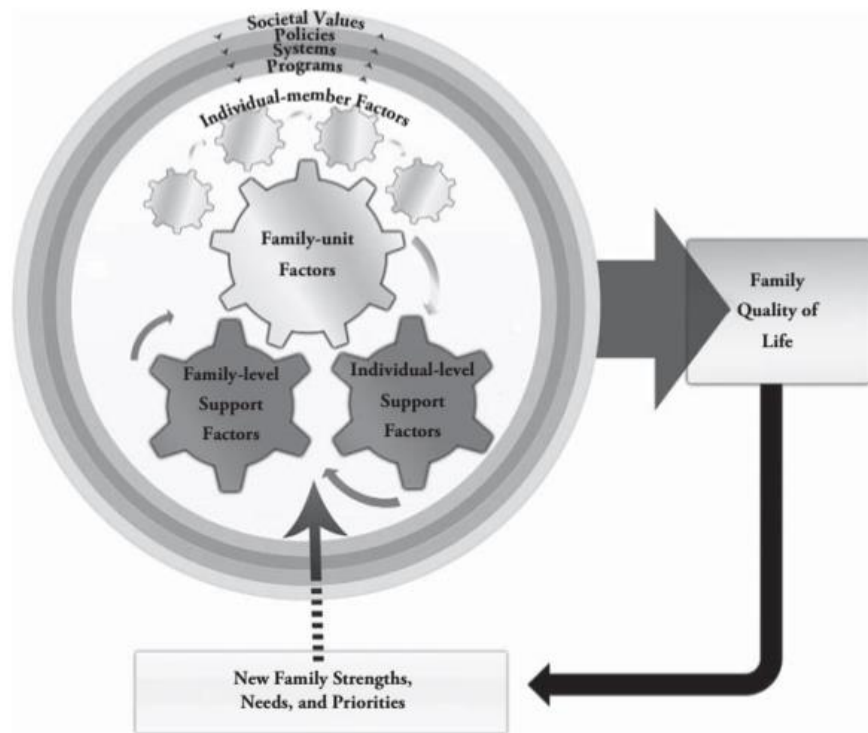 Societal Values
Policies
Systems
Programs
Individual-member Factors
Family-unit
Factors
Family-level
Support
Factors
Individual-level
Support
Factors
Family
Quality of
Life
New Family Strengths,
Needs, and Priorities